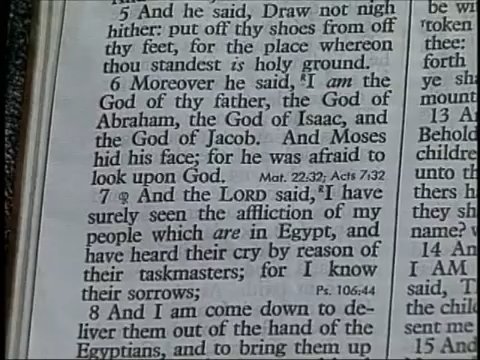 5 And he said, Draw not nigh
hither: put off thy shoes from off
thy feet, for the place whereon
thou standest is holy ground.
6 Moreover he said, R I am the
God of thy father, the God of
Abraham, the God of Isaac, and
the God of Jacob. And Moses
hid his face; for he was afraid to
look upon God. Mat. 22:32; Acts 7:32
7 And the LORD said, R I have
surely seen the affliction of my
people which are in Egypt, and
have heard their cry by reason of
their taskmasters; for I know
their sorrows; Ps. 106:44
8 And I am come down to de-
liver them out of the hand of the
Egyptians, and to bring them up
be wi
token
thee:
forth
ye sha
mount
13 A
Behold
childre
unto th
thers h
they sh
name?
14 An
I AM
said, T
the chil
sent me
15 And